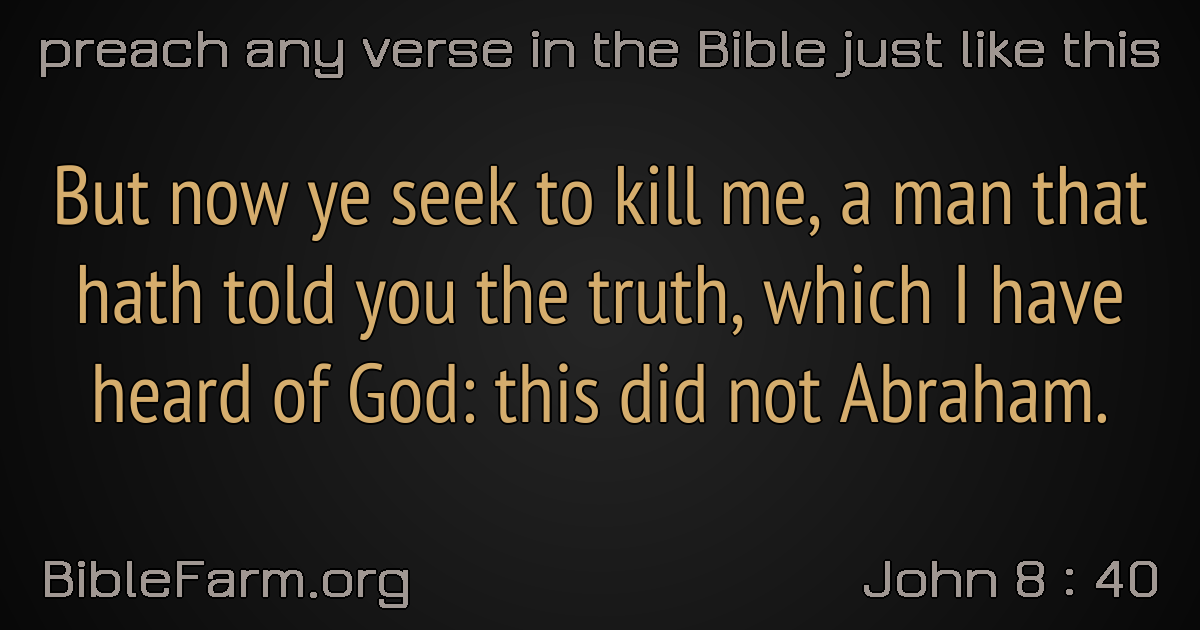 preach any verse in the Bible just like this
But now ye seek to kill me, a man that
hath told you the truth, which I have
heard of God: this did not Abraham.
BibleFarm.org
John 8 : 40